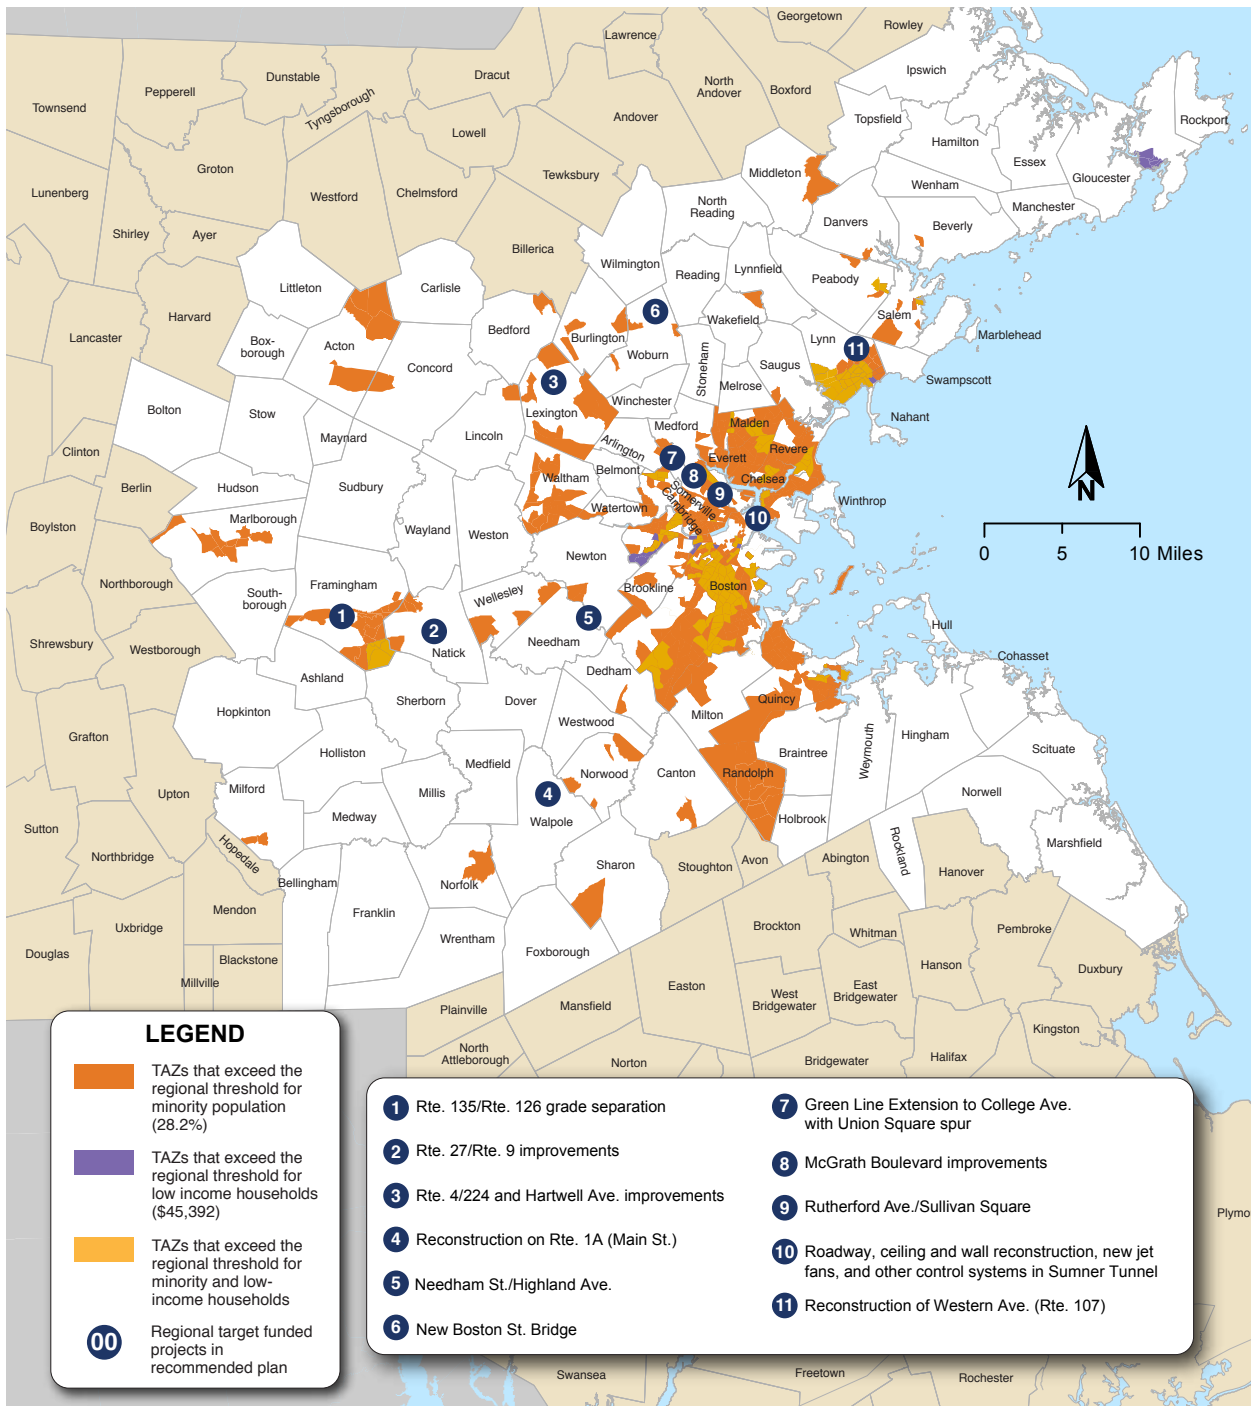 Georgetown
Rowley
Lawrence
Dunstable
Dracut
Pepperell
North
Andover
Boxford
Ipswich
Townsend
Tyngsborough
Andover
Topsfield
Rockport
Lowell
Hamilton
Groton
Essex
Middleton
Tewksbury
Gloucester
Lunenberg
Westford
Chelmsford
Wenham
North
Reading
Manchester
Danvers
Beverly
Shirley
Ayer
Billerica
Wilmington
Reading
Lynnfield
Peabody
Littleton
Carlisle
Harvard
6
Salem
Wakefield
Bedford
Lancaster
Box-
borough
Acton
Burlington
Lynn
Marblehead
11
Woburn
Stoneham
Concord
Saugus
3
Melrose
Swampscott
Bolton
Stow
Lexington
Winchester
Nahant
Maynard
Lincoln
Medford
Malden
Arlington
Revere
Clinton
7
Everett
Belmont
8
Waltham
Chelsea
Berlin
Hudson
Sudbury
Somerville
9
N
Boylston
Watertown
Cambridge
Winthrop
Marlborough
10
Wayland
Weston
0
5
10 Miles
Newton
Northborough
Framingham
Brookline
Boston
South-
borough
Wellesley
1
5
Hull
2
Shrewsbury
Westborough
Natick
Needham
Cohasset
Dedham
Ashland
Sherborn
Dover
Quincy
Hopkinton
Milton
Westwood
Grafton
Hingham
Scituate
Holliston
Braintree
Weymouth
Medfield
Norwood
Canton
Randolph
Milford
Upton
Millis
4
Norwell
Medway
Walpole
Holbrook
Sutton
Marshfield
Northbridge
Hopedale
Rockland
Sharon
Stoughton
Avon
Abington
Hanover
Bellingham
Norfolk
Mendon
Franklin
Uxbridge
Brockton
Pembroke
Whitman
Wrentham
Foxborough
Douglas
Blackstone
Hanson
Duxbury
Millville
Easton
East
Bridgewater
West
Bridgewater
Plainville
Mansfield
Kingston
North
Attleborough
Norton
Bridgewater
Halifax
Plymo
Swansea
Freetown
Rochester
LEGEND
TAZs that exceed the
regional threshold for
minority population
(28.2%)
TAZs that exceed the
regional threshold for
low income households
($45,392)
TAZs that exceed the
regional threshold for
minority and low-
income households
00
Regional target funded
projects in
recommended plan
1 Rte. 135/Rte. 126 grade separation
2 Rte. 27/Rte. 9 improvements
3 Rte. 4/224 and Hartwell Ave. improvements
4 Reconstruction on Rte. 1A (Main St.)
5 Needham St./Highland Ave.
6 New Boston St. Bridge
7 Green Line Extension to College Ave.
with Union Square spur
8 McGrath Boulevard improvements
9 Rutherford Ave./Sullivan Square
10 Roadway, ceiling and wall reconstruction, new jet
fans, and other control systems in Sumner Tunnel
11 Reconstruction of Western Ave. (Rte. 107)